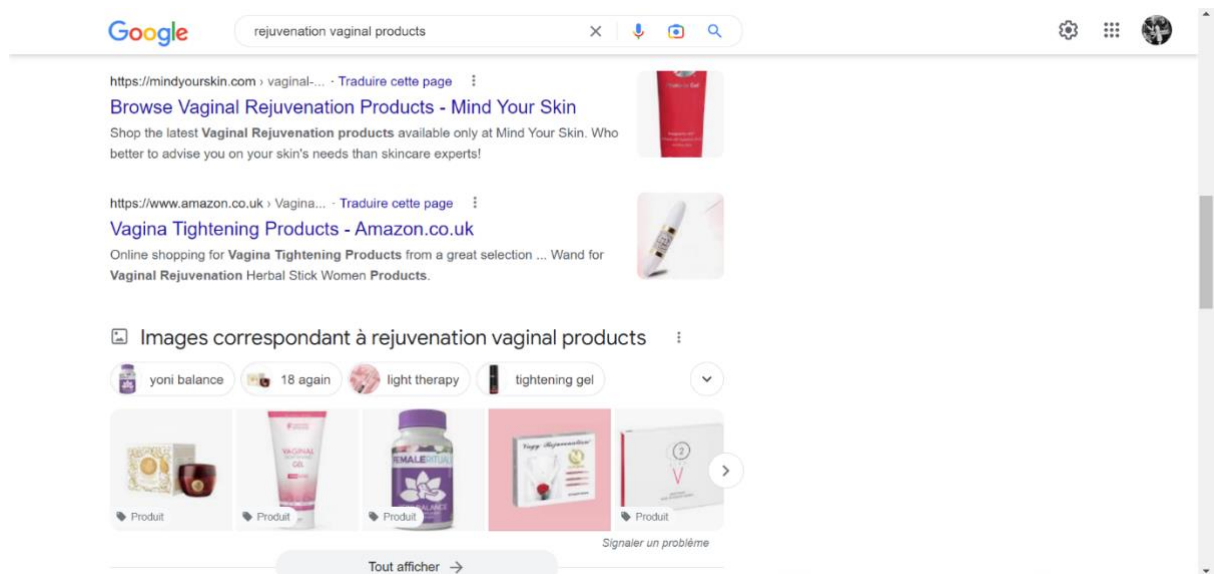 Google
rejuvenation vaginal products
https://mindyourskin.com › vaginal-... · Traduire cette page
Browse Vaginal Rejuvenation Products - Mind Your Skin
Shop the latest Vaginal Rejuvenation products available only at Mind Your Skin. Who
better to advise you on your skin's needs than skincare experts!
https://www.amazon.co.uk › Vagina... · Traduire cette page
Vagina Tightening Products - Amazon.co.uk
Online shopping for Vagina Tightening Products from a great selection ... Wand for
Vaginal Rejuvenation Herbal Stick Women Products.
Images correspondant à rejuvenation vaginal products
yoni balance
18 again
light therapy
tightening gel
VAGINAL
GEL
FEMALERITUAL
BALANCE
Vagy Rejuvenation
2
V
Produit
Produit
Produit
Produit
Signaler un problème
Tout afficher →